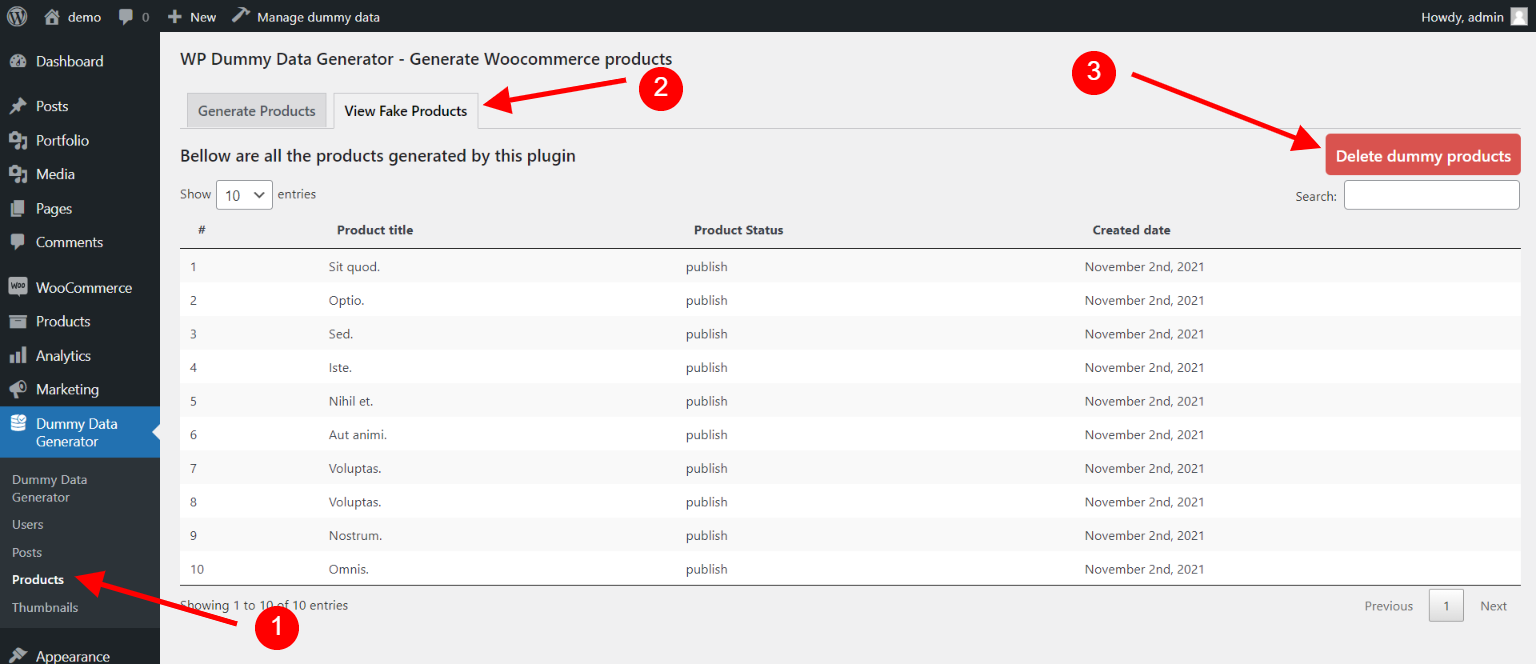 demo 0 New Manage dummy data Howdy, admin
Dashboard
Posts
Portfolio
Media
Pages
Comments
WOO WooCommerce
Products
Analytics
Marketing
Dummy Data
Generator
Dummy Data
Generator
Users
Posts
Products
Thumbnails
Appearance
WP Dummy Data Generator - Generate Woocommerce products
2
3
Generate Products View Fake Products
Bellow are all the products generated by this plugin
Delete dummy products
Show 10 entries
Search:
# Product title Product Status Created date
1 Sit quod. publish November 2nd, 2021
2 Optio. publish November 2nd, 2021
3 Sed. publish November 2nd, 2021
4 Iste. publish November 2nd, 2021
5 Nihil et. publish November 2nd, 2021
6 Aut animi. publish November 2nd, 2021
7 Voluptas. publish November 2nd, 2021
8 Voluptas. publish November 2nd, 2021
9 Nostrum. publish November 2nd, 2021
10 Omnis. publish November 2nd, 2021
Showing 1 to 10 of 10 entries
Previous 1 Next
1